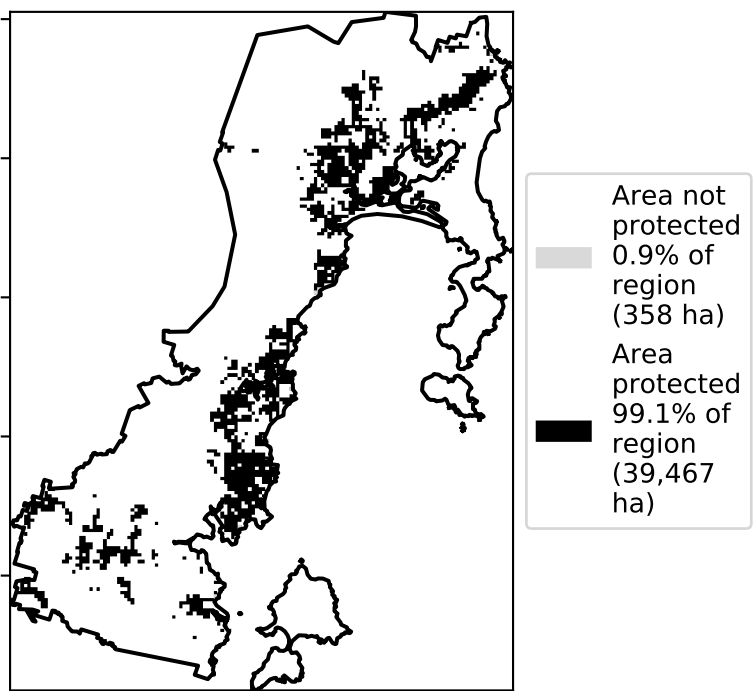 Area not
protected
0.9% of
region
(358 ha)
Area
protected
99.1% of
region
(39,467
ha)